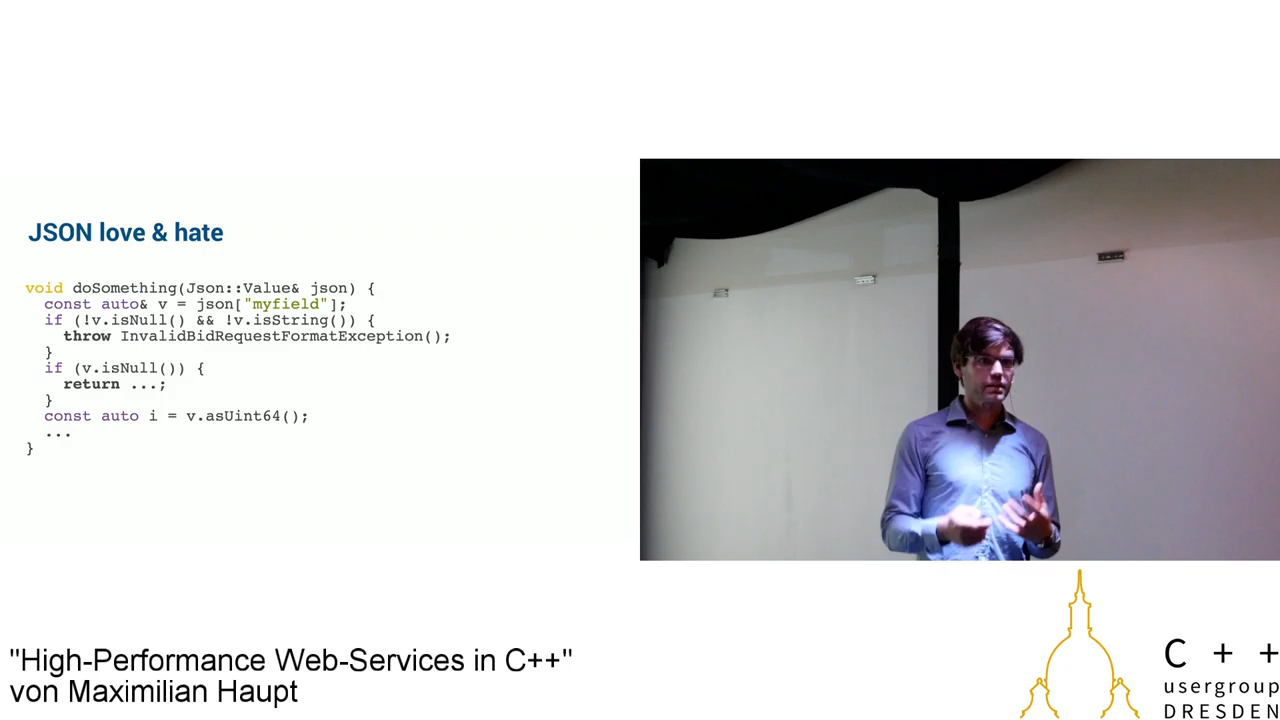 JSON love & hate
void doSomething(Json::Value& json) {
  const auto& v = json["myfield"];
  if (!v.isNull() && !v.isString()) {
    throw InvalidBidRequestFormatException();
  }
  if (v.isNull()) {
    return ...;
  }
  const auto i = v.asUint64();
  ...
}
"High-Performance Web-Services in C++"
von Maximilian Haupt
C + +
usergroup
DRESDEN